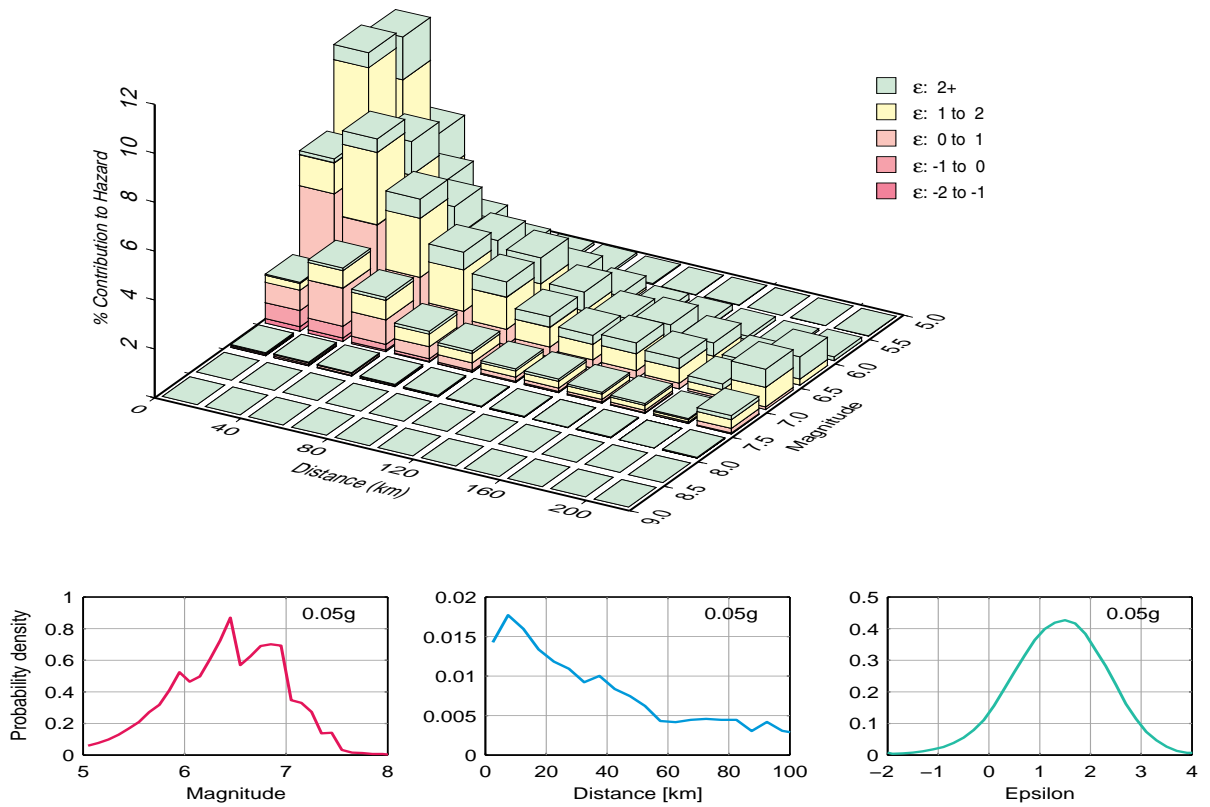 % Contribution to Hazard
12
10
8
6
4
2
0
40
80
120
160
200
Distance (km)
5.0
5.5
6.0
6.5
7.0
7.5
8.0
8.5
9.0
Magnitude
ε: 2+
ε: 1 to 2
ε: 0 to 1
ε: -1 to 0
ε: -2 to -1
Probability density
1
0.8
0.6
0.4
0.2
0
0.05g
5 6 7 8
Magnitude
0.02
0.015
0.01
0.005
0
0.05g
0 20 40 60 80 100
Distance [km]
0.5
0.4
0.3
0.2
0.1
0
0.05g
−2 −1 0 1 2 3 4
Epsilon